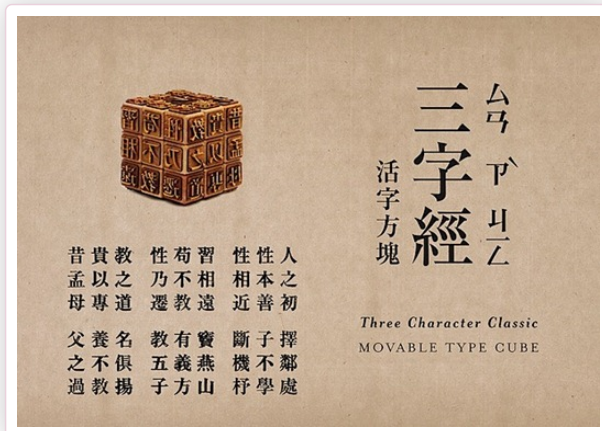 ㄙㄢ ㄗˋ ㄐㄧㄥ
三字經
活字方塊
Three Character Classic
MOVABLE TYPE CUBE
人之初
性本善
性相近
習相遠
苟不教
性乃遷
教之道
貴以專
昔孟母
擇鄰處
子不學
斷機杼
竇燕山
有義方
教五子
名俱揚
養不教
父之過